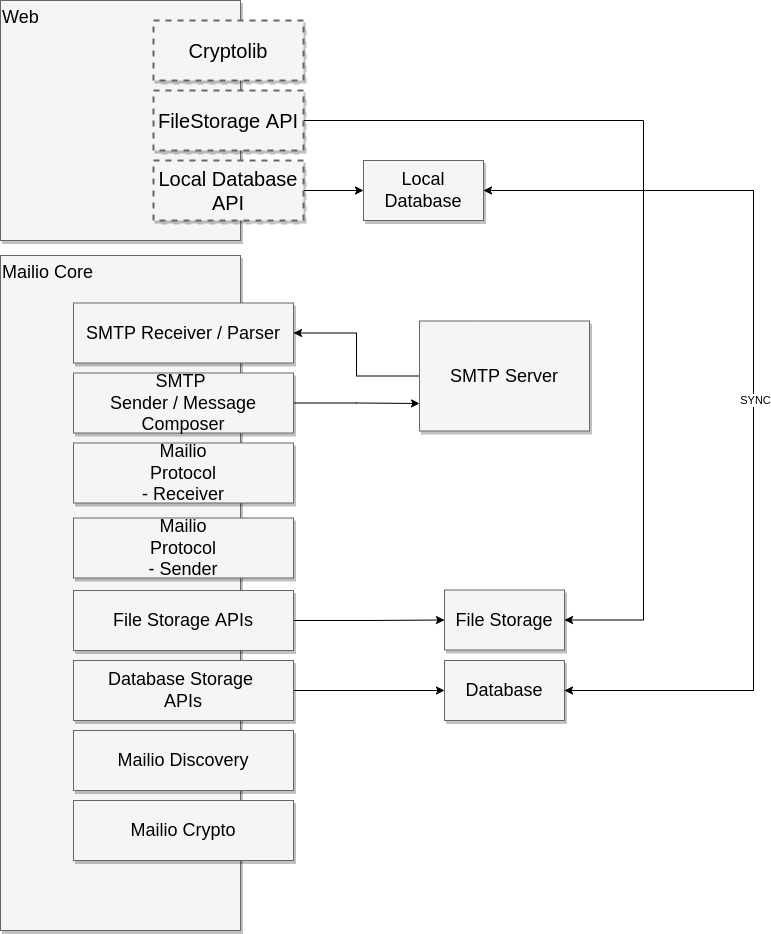 Web
Cryptolib
FileStorage API
Local Database
API
Local
Database
Mailio Core
SMTP Receiver / Parser
SMTP
Sender / Message
Composer
SMTP Server
SYNC
Mailio
Protocol
- Receiver
Mailio
Protocol
- Sender
File Storage APIs
File Storage
Database Storage
APIs
Database
Mailio Discovery
Mailio Crypto